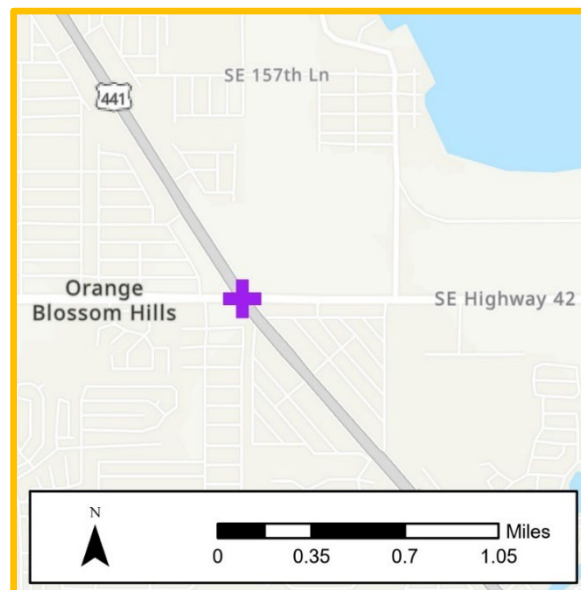 SE 157th Ln
441
Orange
Blossom Hills
SE Highway 42
N
Miles
0 0.35 0.7 1.05